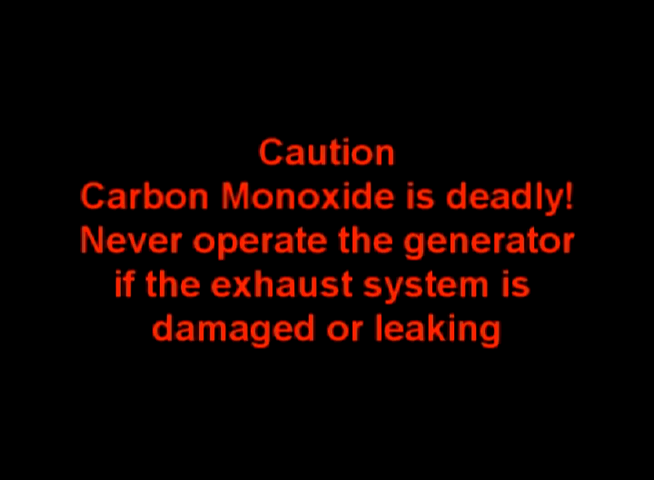 Caution
Carbon Monoxide is deadly!
Never operate the generator
if the exhaust system is
damaged or leaking